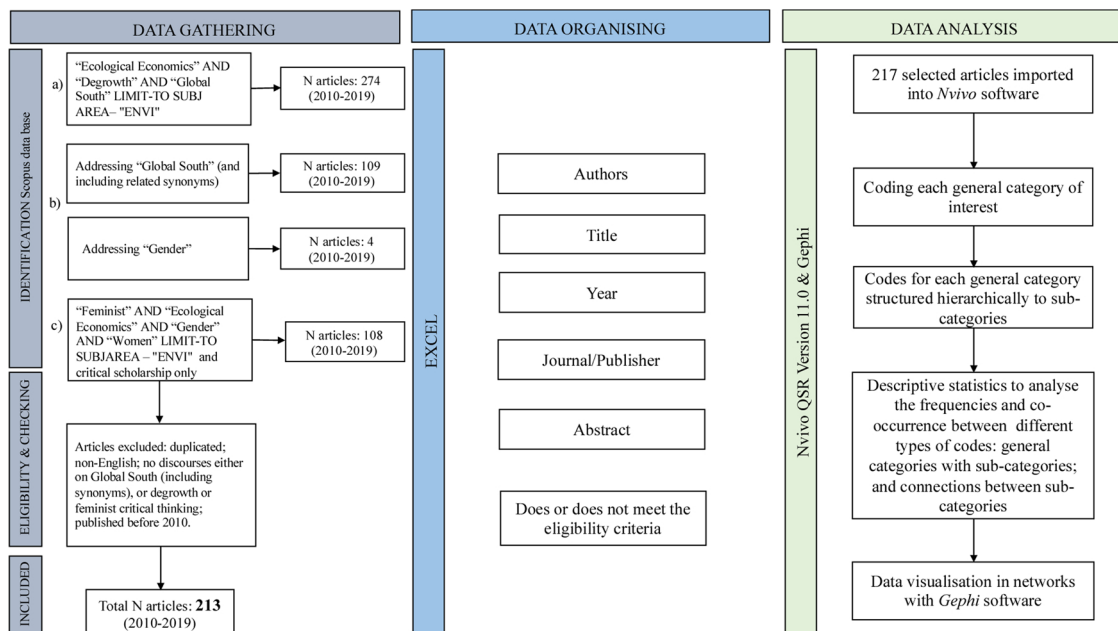 DATA GATHERING
IDENTIFICATION Scopus data base
a)
“Ecological Economics” AND
“Degrowth” AND “Global
South” LIMIT-TO SUBJ
AREA– "ENVI"
N articles: 274
(2010-2019)
b)
Addressing “Global South” (and
including related synonyms)
N articles: 109
(2010-2019)
Addressing “Gender”
N articles: 4
(2010-2019)
c)
“Feminist” AND “Ecological
Economics” AND “Gender”
AND “Women” LIMIT-TO
SUBJAREA – "ENVI" and
critical scholarship only
N articles: 108
(2010-2019)
ELIGIBILITY & CHECKING
Articles excluded: duplicated;
non-English; no discourses either
on Global South (including
synonyms), or degrowth or
feminist critical thinking;
published before 2010.
INCLUDED
Total N articles: 213
(2010-2019)
DATA ORGANISING
EXCEL
Authors
Title
Year
Journal/Publisher
Abstract
Does or does not meet the
eligibility criteria
DATA ANALYSIS
Nvivo QSR Version 11.0 & Gephi
217 selected articles imported
into Nvivo software
Coding each general category of
interest
Codes for each general category
structured hierarchically to sub-
categories
Descriptive statistics to analyse
the frequencies and co-
occurrence between different
types of codes: general
categories with sub-categories;
and connections between sub-
categories
Data visualisation in networks
with Gephi software